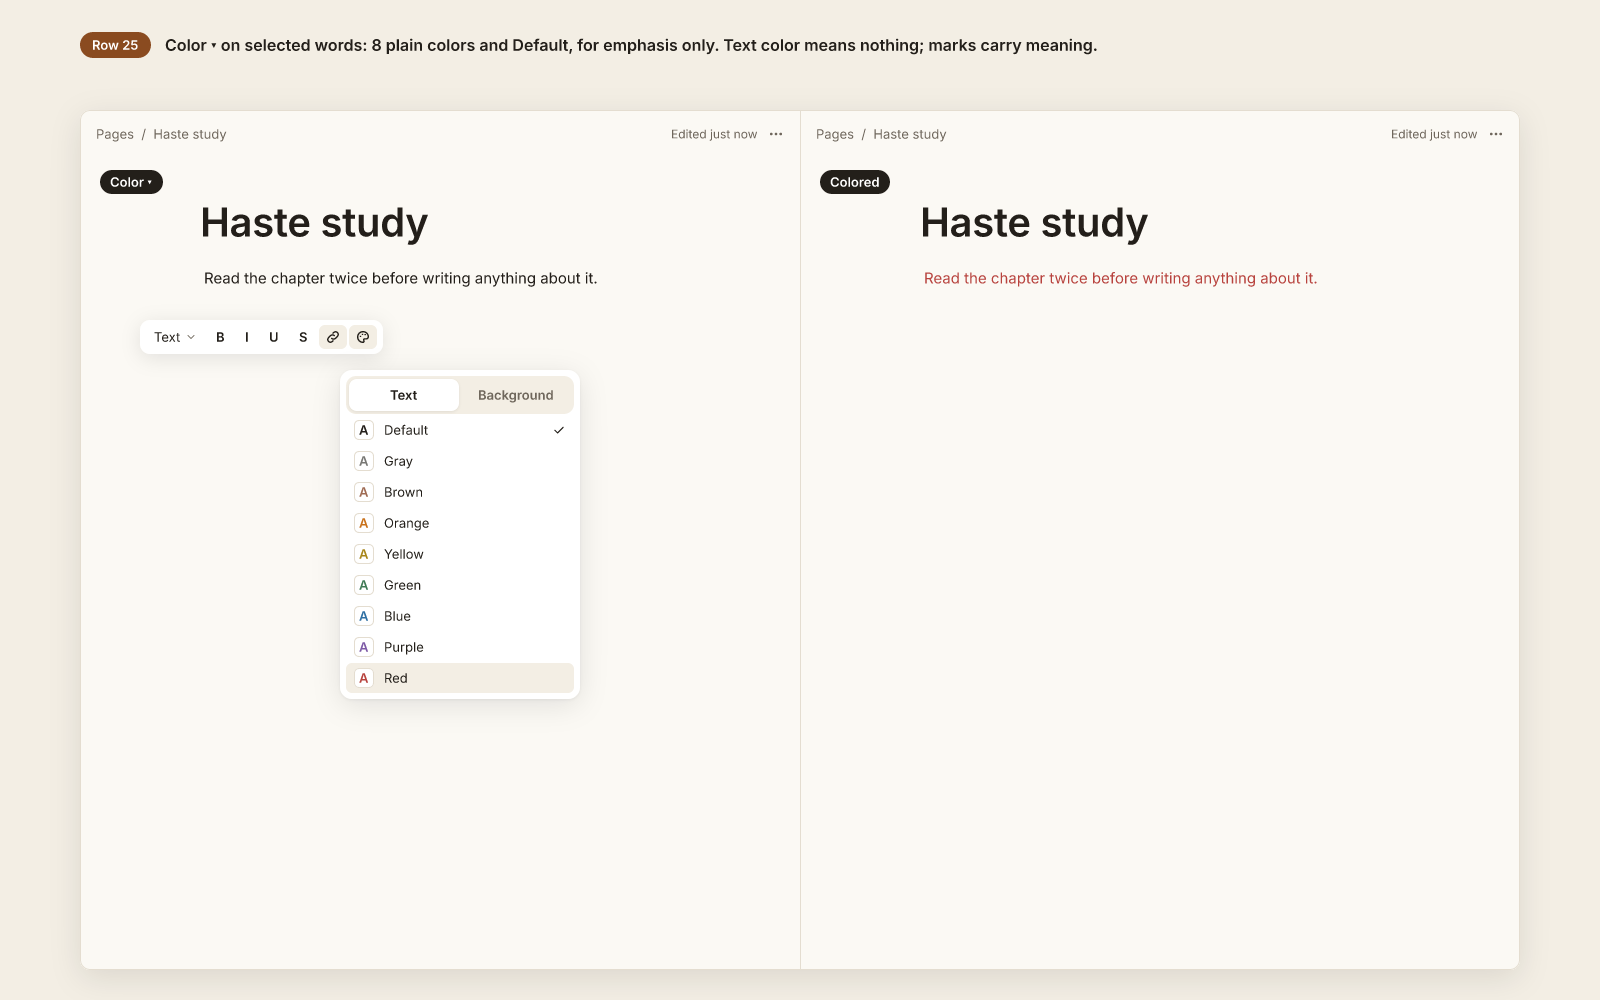 Row 25
Color ▾ on selected words: 8 plain colors and Default, for emphasis only. Text color means nothing; marks carry meaning.
Pages / Haste study
Edited just now
Color ▾
Haste study
Read the chapter twice before writing anything about it.
Text B I U S
Text Background
A Default
A Gray
A Brown
A Orange
A Yellow
A Green
A Blue
A Purple
A Red
Pages / Haste study
Edited just now
Colored
Haste study
Read the chapter twice before writing anything about it.